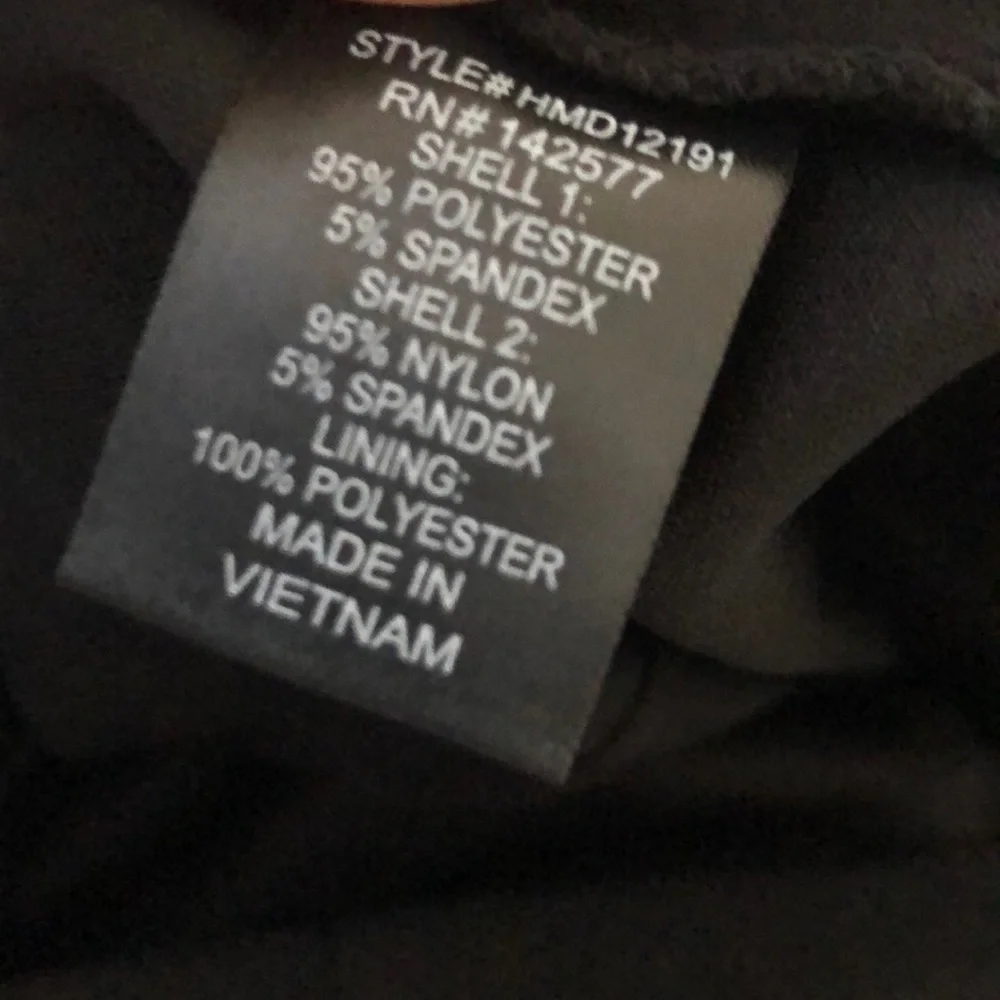 STYLE# HMD12191
RN# 142577
SHELL 1:
95% POLYESTER
5% SPANDEX
SHELL 2:
95% NYLON
5% SPANDEX
LINING:
100% POLYESTER
MADE IN
VIETNAM